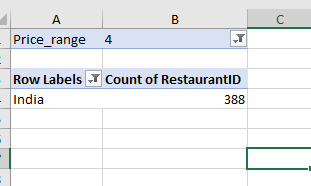 A B C
Price_range 4
Row Labels Count of RestaurantID
India 388